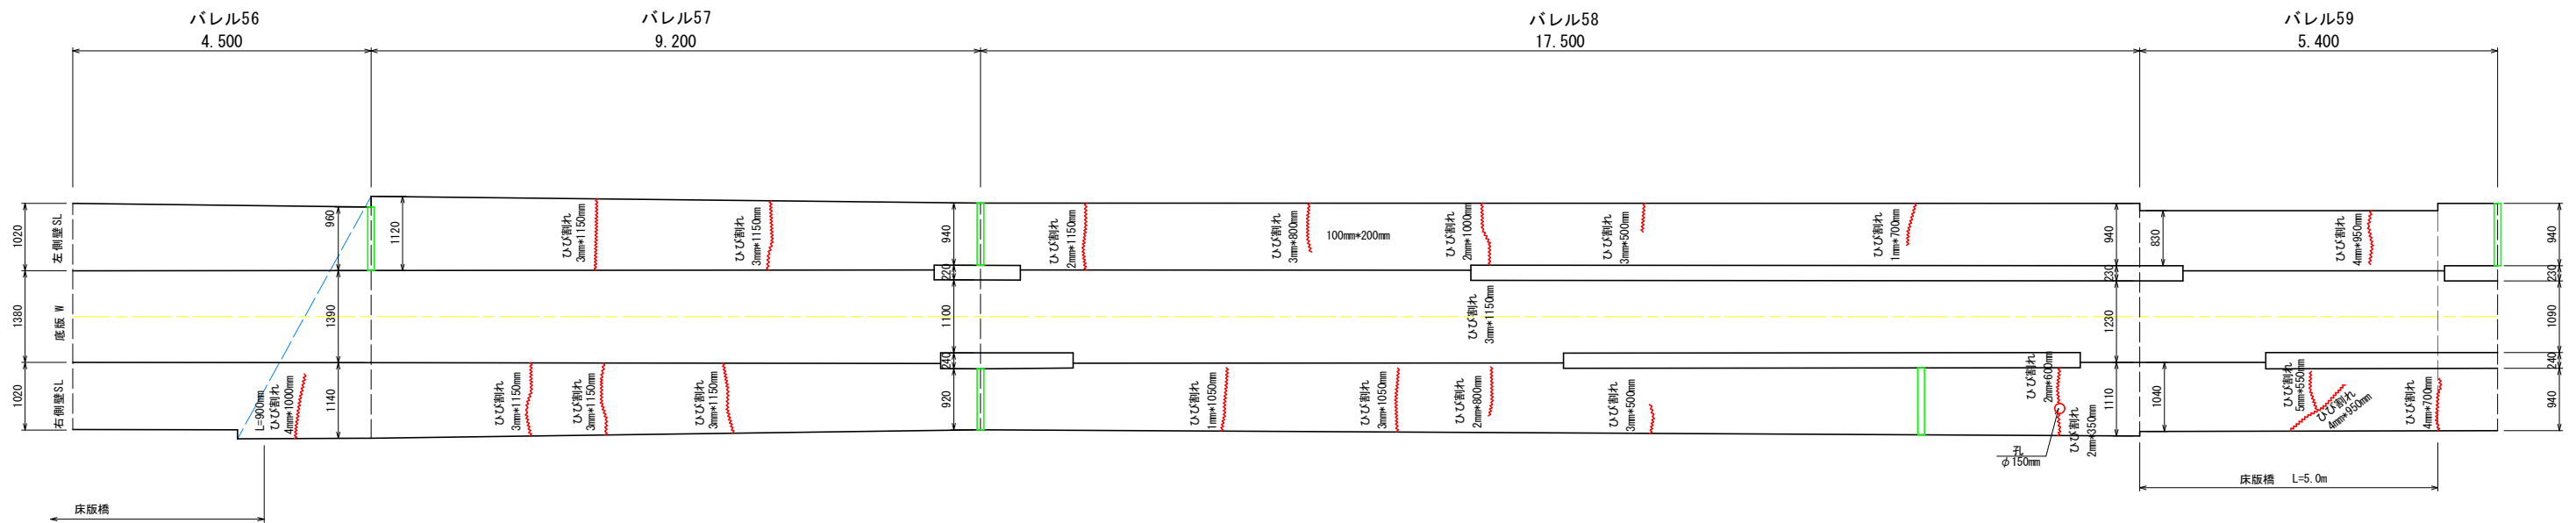 バレル56
バレル57
バレル58
バレル59
4.500
9.200
17.500
5.400
左側壁SL
1020
960
1120
ひび割れ
3mm*1150mm
ひび割れ
3mm*1150mm
940
220
ひび割れ
2mm*1150mm
ひび割れ
3mm*800mm
100mm*200mm
ひび割れ
2mm*1000mm
ひび割れ
3mm*500mm
ひび割れ
1mm*700mm
940
230
830
ひび割れ
4mm*950mm
940
230
底版 W
1380
1390
1100
ひび割れ
3mm*1150mm
1230
1090
右側壁SL
1020
L=900mm
ひび割れ
4mm*1000mm
1140
ひび割れ
3mm*1150mm
ひび割れ
3mm*1150mm
ひび割れ
3mm*1150mm
240
920
ひび割れ
1mm*1050mm
ひび割れ
3mm*1050mm
ひび割れ
2mm*800mm
ひび割れ
3mm*500mm
ひび割れ
2mm*600mm
ひび割れ
2mm*350mm
1110
1040
ひび割れ
5mm*550mm
ひび割れ
4mm*950mm
ひび割れ
4mm*700mm
240
940
孔
φ150mm
床版橋 L=5.0m
床版橋